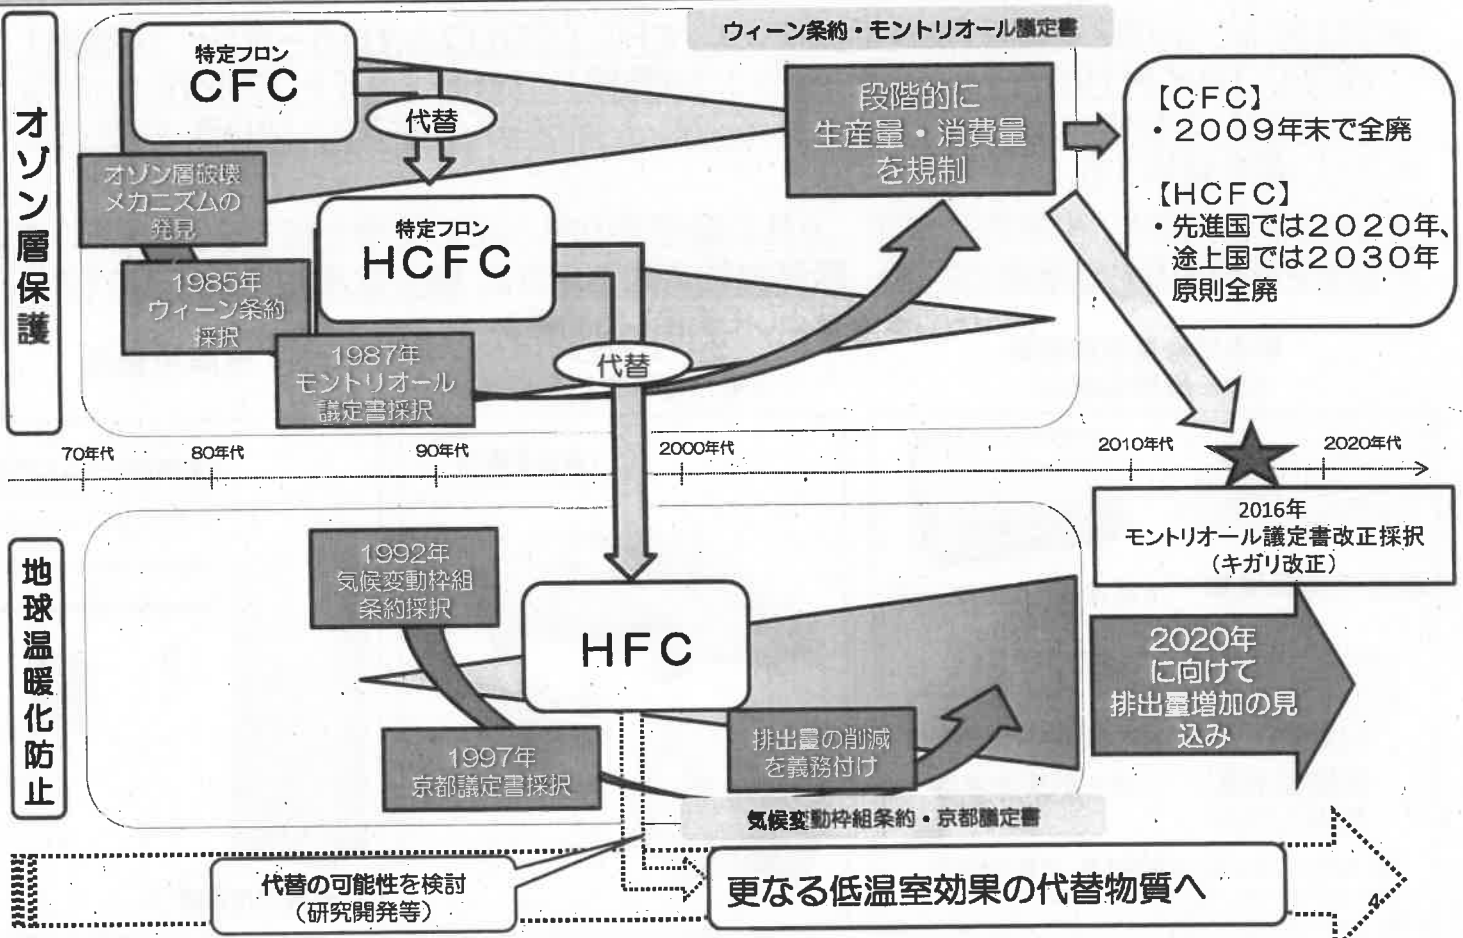 オゾン層保護
ウィーン条約・モントリオール議定書
特定フロン
CFC
代替
オゾン層破壊
メカニズムの
発見
1985年
ウィーン条約
採択
特定フロン
HCFC
1987年
モントリオール
議定書採択
代替
段階的に
生産量・消費量
を規制
【CFC】
・2009年末で全廃
【HCFC】
・先進国では2020年、
途上国では2030年
原則全廃
70年代
80年代
90年代
2000年代
2010年代
2020年代
2016年
モントリオール議定書改正採択
(キガリ改正)
地球温暖化防止
1992年
気候変動枠組
条約採択
HFC
1997年
京都議定書採択
排出量の削減
を義務付け
気候変動枠組条約・京都議定書
2020年
に向けて
排出量増加の見
込み
代替の可能性を検討
(研究開発等)
更なる低温室効果の代替物質へ
4